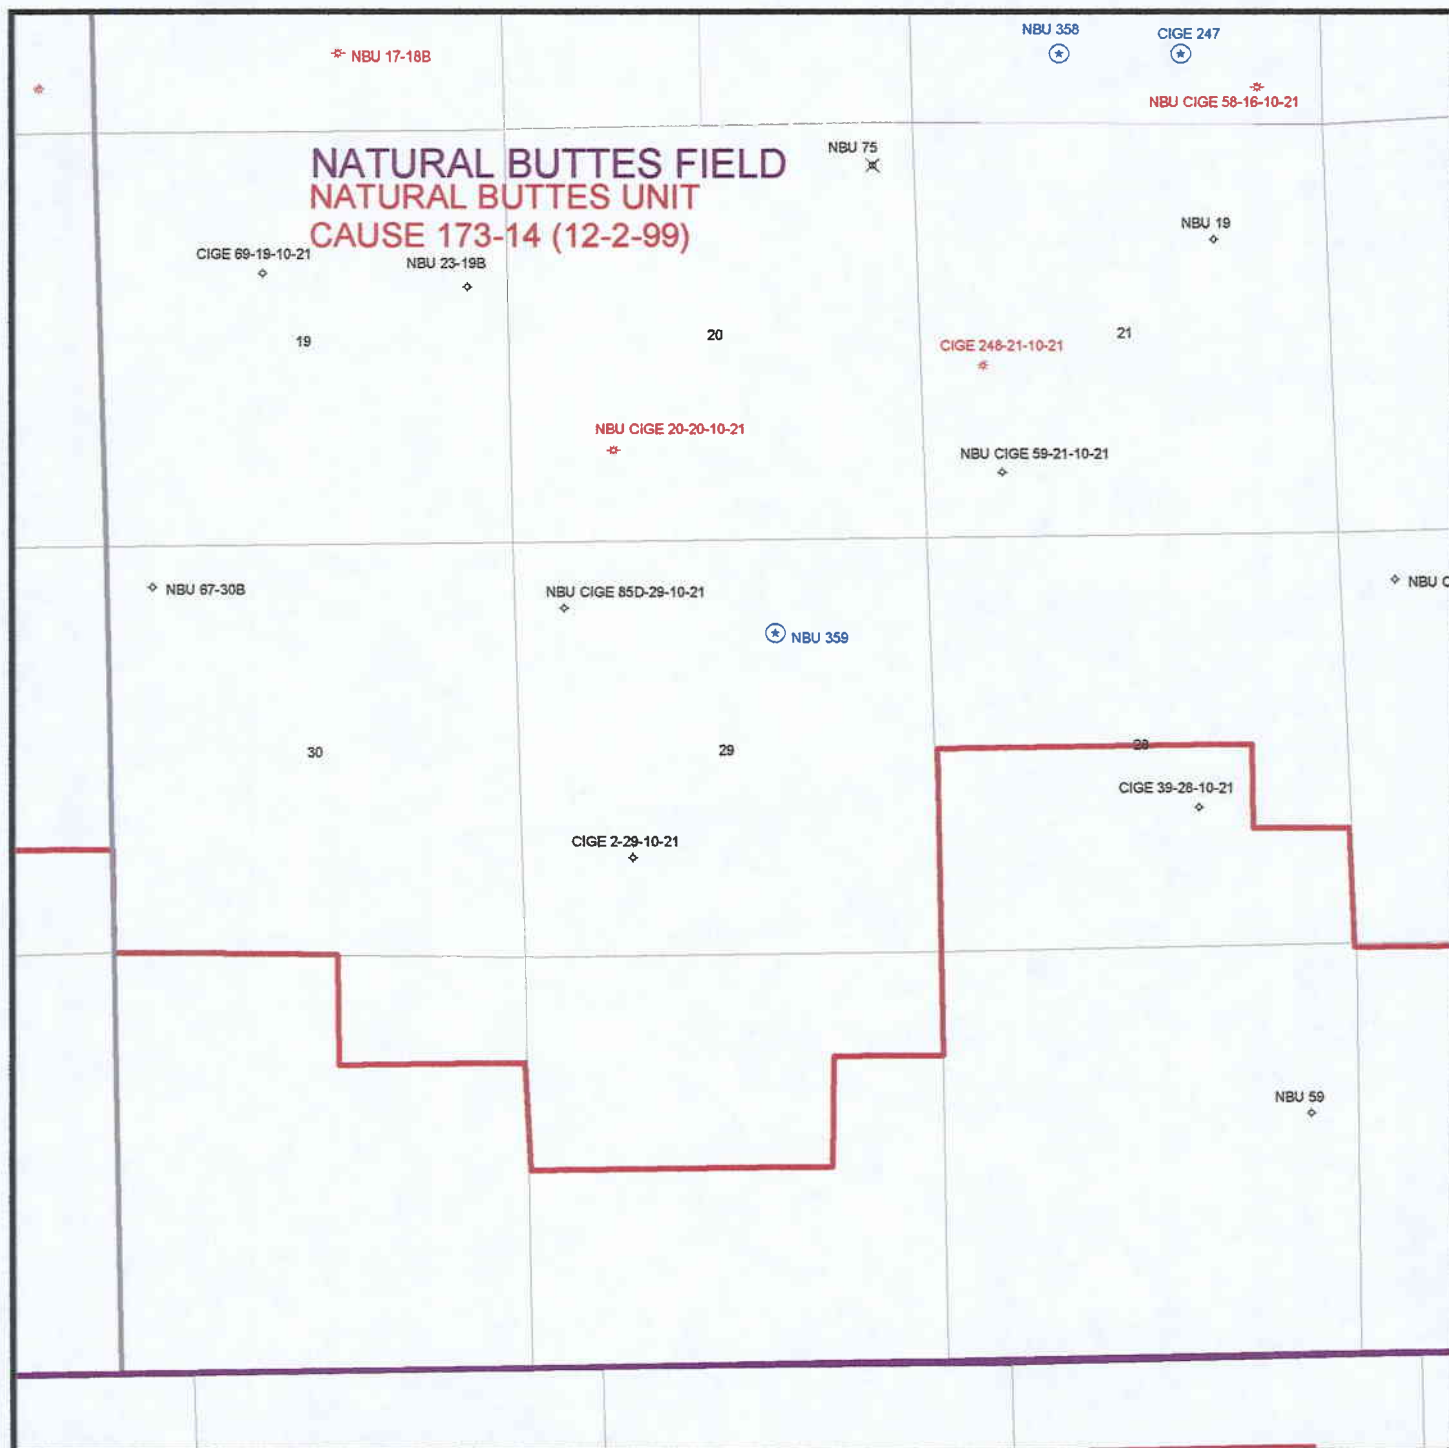 NBU 358
CIGE 247
NBU 17-18B
NBU CIGE 58-16-10-21
NATURAL BUTTES FIELD
NATURAL BUTTES UNIT
CAUSE 173-14 (12-2-99)
NBU 75
NBU 19
CIGE 69-19-10-21
NBU 23-19B
19
20
21
CIGE 248-21-10-21
NBU CIGE 20-20-10-21
NBU CIGE 59-21-10-21
NBU 67-30B
NBU CIGE 85D-29-10-21
NBU C
NBU 359
30
29
28
CIGE 39-28-10-21
CIGE 2-29-10-21
NBU 59